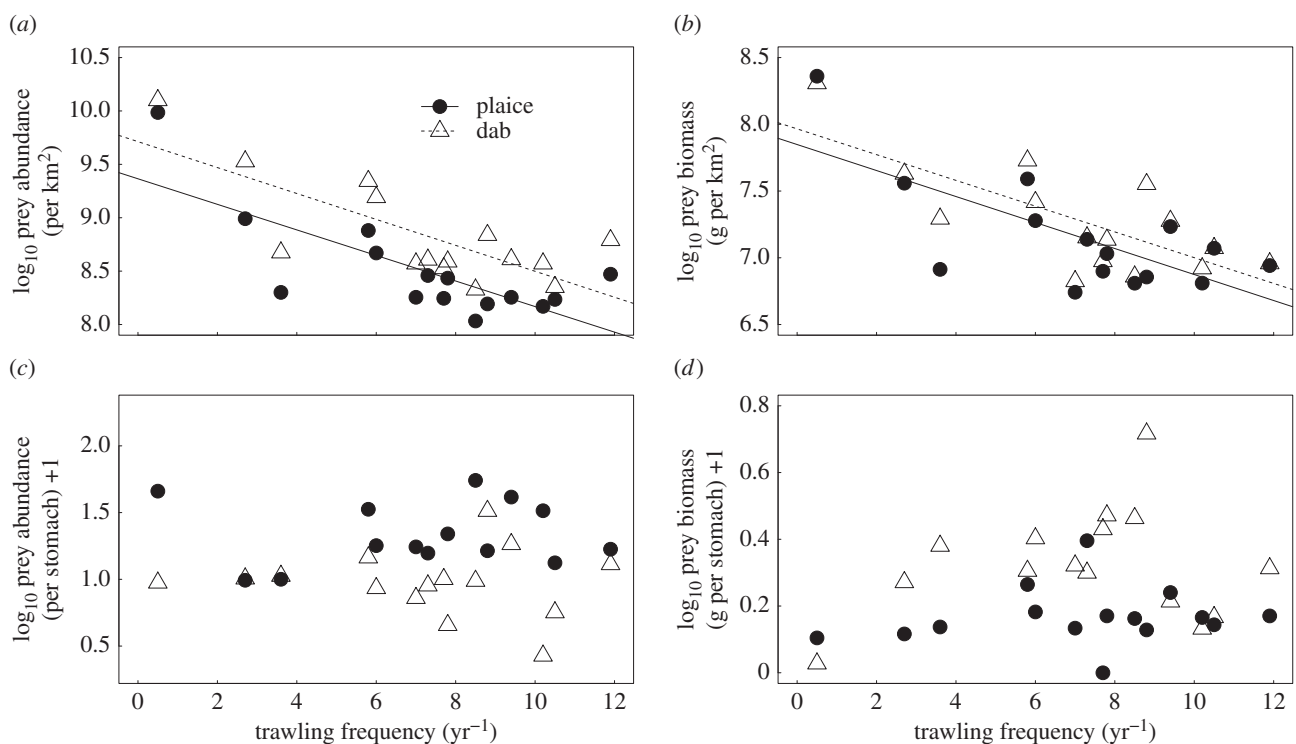 (a)
log10 prey abundance
(per km2)
10.5
10.0
9.5
9.0
8.5
8.0
plaice
dab
(b)
log10 prey biomass
(g per km2)
8.5
8.0
7.5
7.0
6.5
(c)
log10 prey abundance
(per stomach) +1
2.0
1.5
1.0
0.5
0 2 4 6 8 10 12
trawling frequency (yr−1)
(d)
log10 prey biomass
(g per stomach) +1
0.8
0.6
0.4
0.2
0
0 2 4 6 8 10 12
trawling frequency (yr−1)